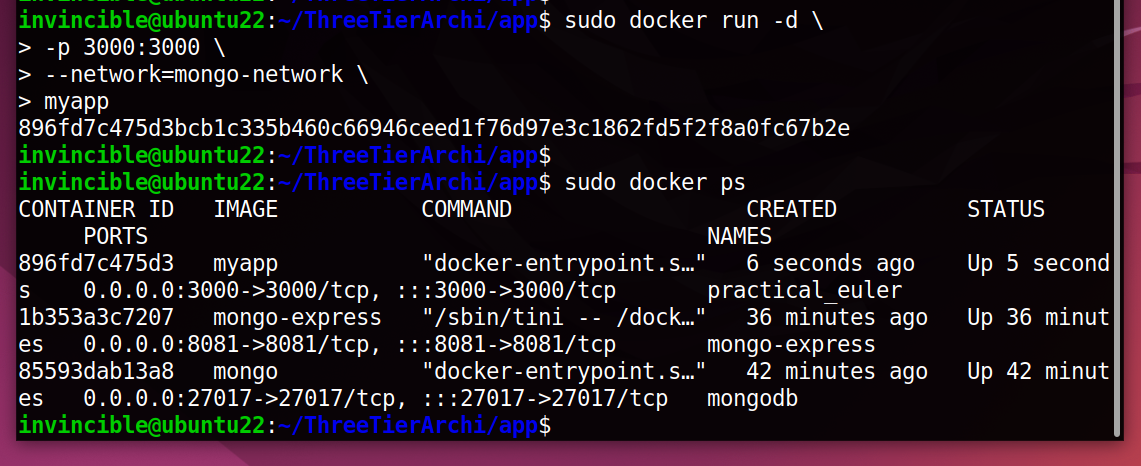 invincible@ubuntu22:~/ThreeTierArchi/app$ sudo docker run -d \
> -p 3000:3000 \
> --network=mongo-network \
> myapp
896fd7c475d3bcb1c335b460c66946ceed1f76d97e3c1862fd5f2f8a0fc67b2e
invincible@ubuntu22:~/ThreeTierArchi/app$
invincible@ubuntu22:~/ThreeTierArchi/app$ sudo docker ps
CONTAINER ID   IMAGE           COMMAND                  CREATED          STATUS
      PORTS                                           NAMES
896fd7c475d3   myapp           "docker-entrypoint.s…"   6 seconds ago    Up 5 second
s     0.0.0.0:3000->3000/tcp, :::3000->3000/tcp       practical_euler
1b353a3c7207   mongo-express   "/sbin/tini -- /dock…"   36 minutes ago   Up 36 minut
es    0.0.0.0:8081->8081/tcp, :::8081->8081/tcp       mongo-express
85593dab13a8   mongo           "docker-entrypoint.s…"   42 minutes ago   Up 42 minut
es    0.0.0.0:27017->27017/tcp, :::27017->27017/tcp   mongodb
invincible@ubuntu22:~/ThreeTierArchi/app$